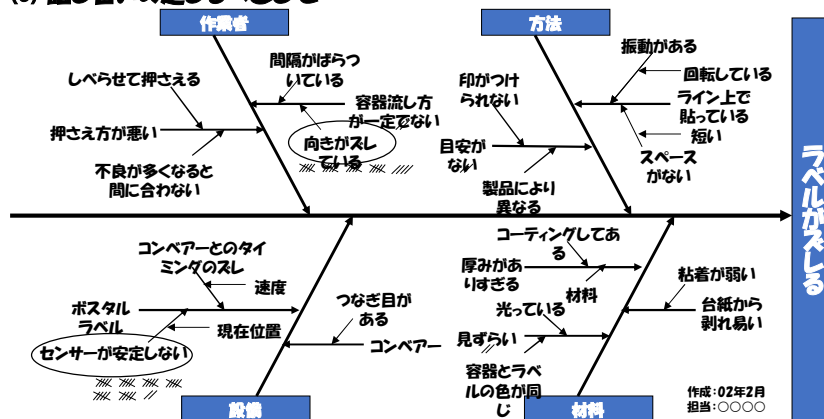 作業者
方法
間隔がばらつ
いている
しべらせて押さえる
容器流し方
が一定でない
押さえ方が悪い
向きがズレ
ている
不良が多くなると
間に合わない
振動がある
回転している
印がつけ
られない
ライン上で
貼っている
短い
目安が
ない
スペース
がない
製品により
異なる
ラベルがズレる
コンベアーとのタイ
ミンダのズレ
速度
ポスタル
ラベル
現在位置
センサーが安定しない
つなぎ目が
ある
コンベアー
コーティングしてあ
る
厚みがあ
りすぎる
材料
光っている
見ずらい
容器とラベ
ルの色が同
じ
粘着が弱い
台紙から
剥れ易い
設備
材料
作成:02年2月
担当:○○○○